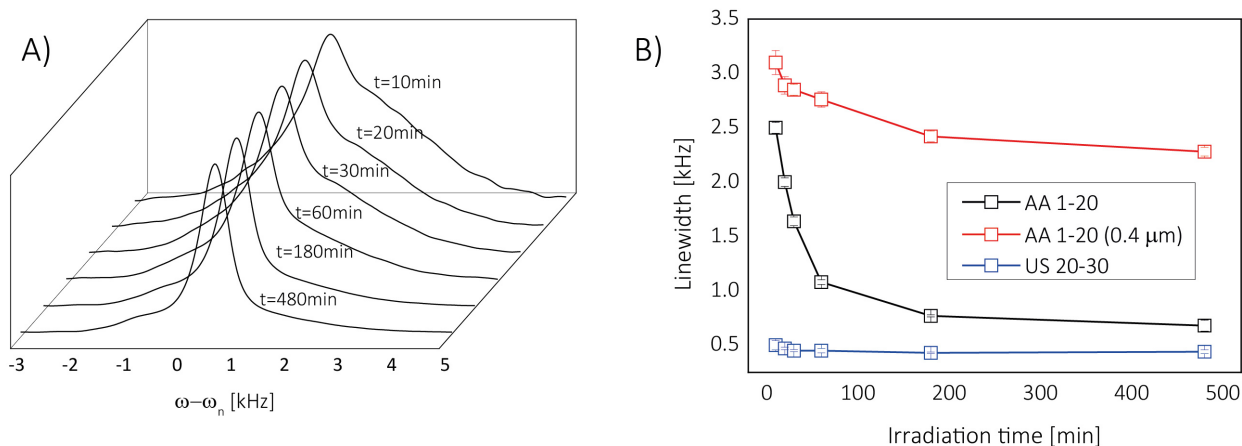 A)
t=10min
t=20min
t=30min
t=60min
t=180min
t=480min
-3 -2 -1 0 1 2 3 4 5
ω−ωn [kHz]
B)
3.5
3.0
2.5
2.0
1.5
1.0
0.5
Linewidth [kHz]
AA 1-20
AA 1-20 (0.4 μm)
US 20-30
0 100 200 300 400 500
Irradiation time [min]